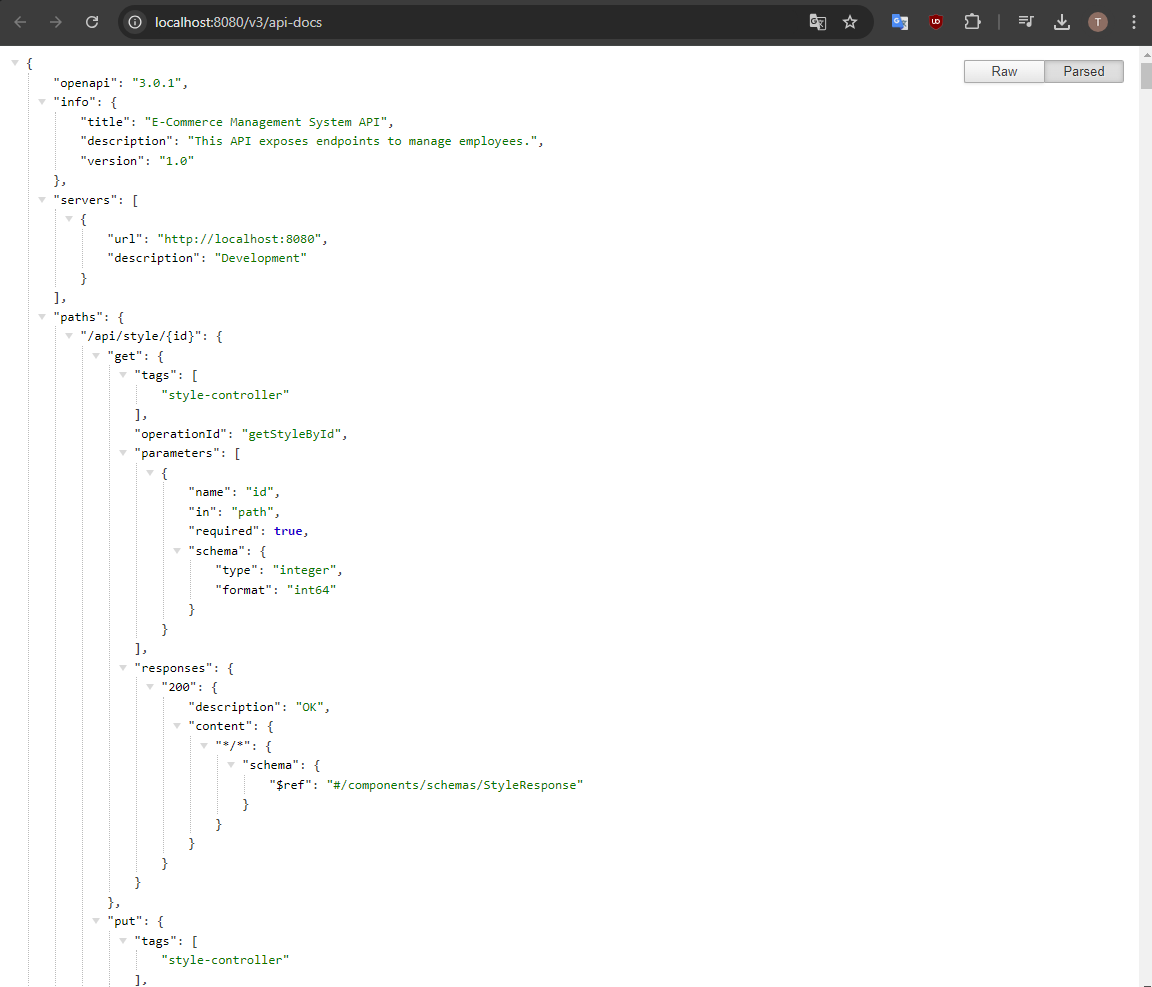 localhost:8080/v3/api-docs
T
Raw
Parsed
{
"openapi": "3.0.1",
"info": {
"title": "E-Commerce Management System API",
"description": "This API exposes endpoints to manage employees.",
"version": "1.0"
},
"servers": [
{
"url": "http://localhost:8080",
"description": "Development"
}
],
"paths": {
"/api/style/{id}": {
"get": {
"tags": [
"style-controller"
],
"operationId": "getStyleById",
"parameters": [
{
"name": "id",
"in": "path",
"required": true,
"schema": {
"type": "integer",
"format": "int64"
}
}
],
"responses": {
"200": {
"description": "OK",
"content": {
"*/*": {
"schema": {
"$ref": "#/components/schemas/StyleResponse"
}
}
}
}
}
},
"put": {
"tags": [
"style-controller"
],